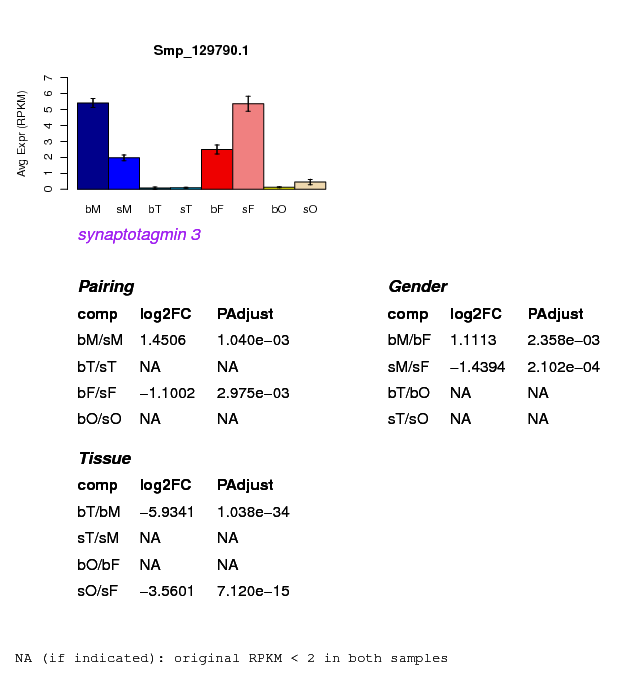 Smp_129790.1
Avg Expr (RPKM)
0 1 2 3 4 5 6 7
bM sM bT sT bF sF bO sO
synaptotagmin 3
Pairing
comp log2FC PAdjust
bM/sM 1.4506 1.040e−03
bT/sT NA NA
bF/sF −1.1002 2.975e−03
bO/sO NA NA
Gender
comp log2FC PAdjust
bM/bF 1.1113 2.358e−03
sM/sF −1.4394 2.102e−04
bT/bO NA NA
sT/sO NA NA
Tissue
comp log2FC PAdjust
bT/bM −5.9341 1.038e−34
sT/sM NA NA
bO/bF NA NA
sO/sF −3.5601 7.120e−15
NA (if indicated): original RPKM < 2 in both samples